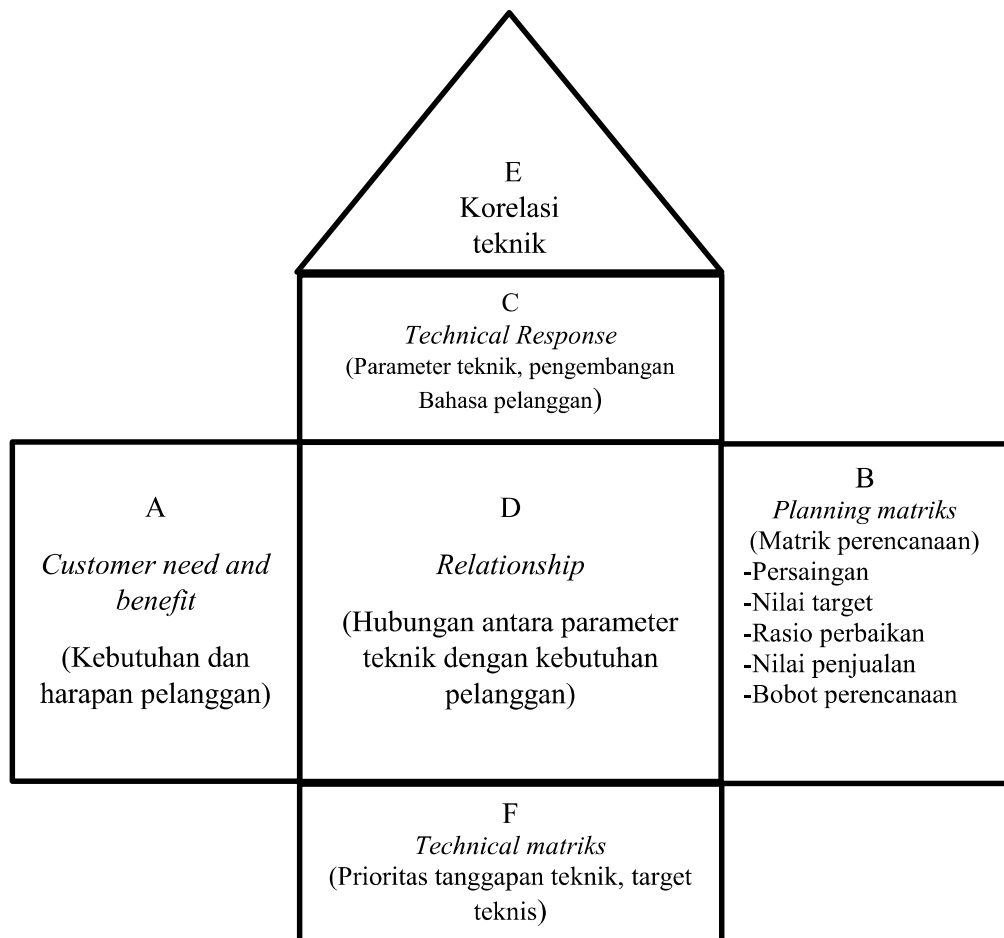 E
Korelasi
teknik
C
Technical Response
(Parameter teknik, pengembangan
Bahasa pelanggan)
A
Customer need and
benefit
(Kebutuhan dan
harapan pelanggan)
D
Relationship
(Hubungan antara parameter
teknik dengan kebutuhan
pelanggan)
B
Planning matriks
(Matrik perencanaan)
-Persaingan
-Nilai target
-Rasio perbaikan
-Nilai penjualan
-Bobot perencanaan
F
Technical matriks
(Prioritas tanggapan teknik, target
teknis)